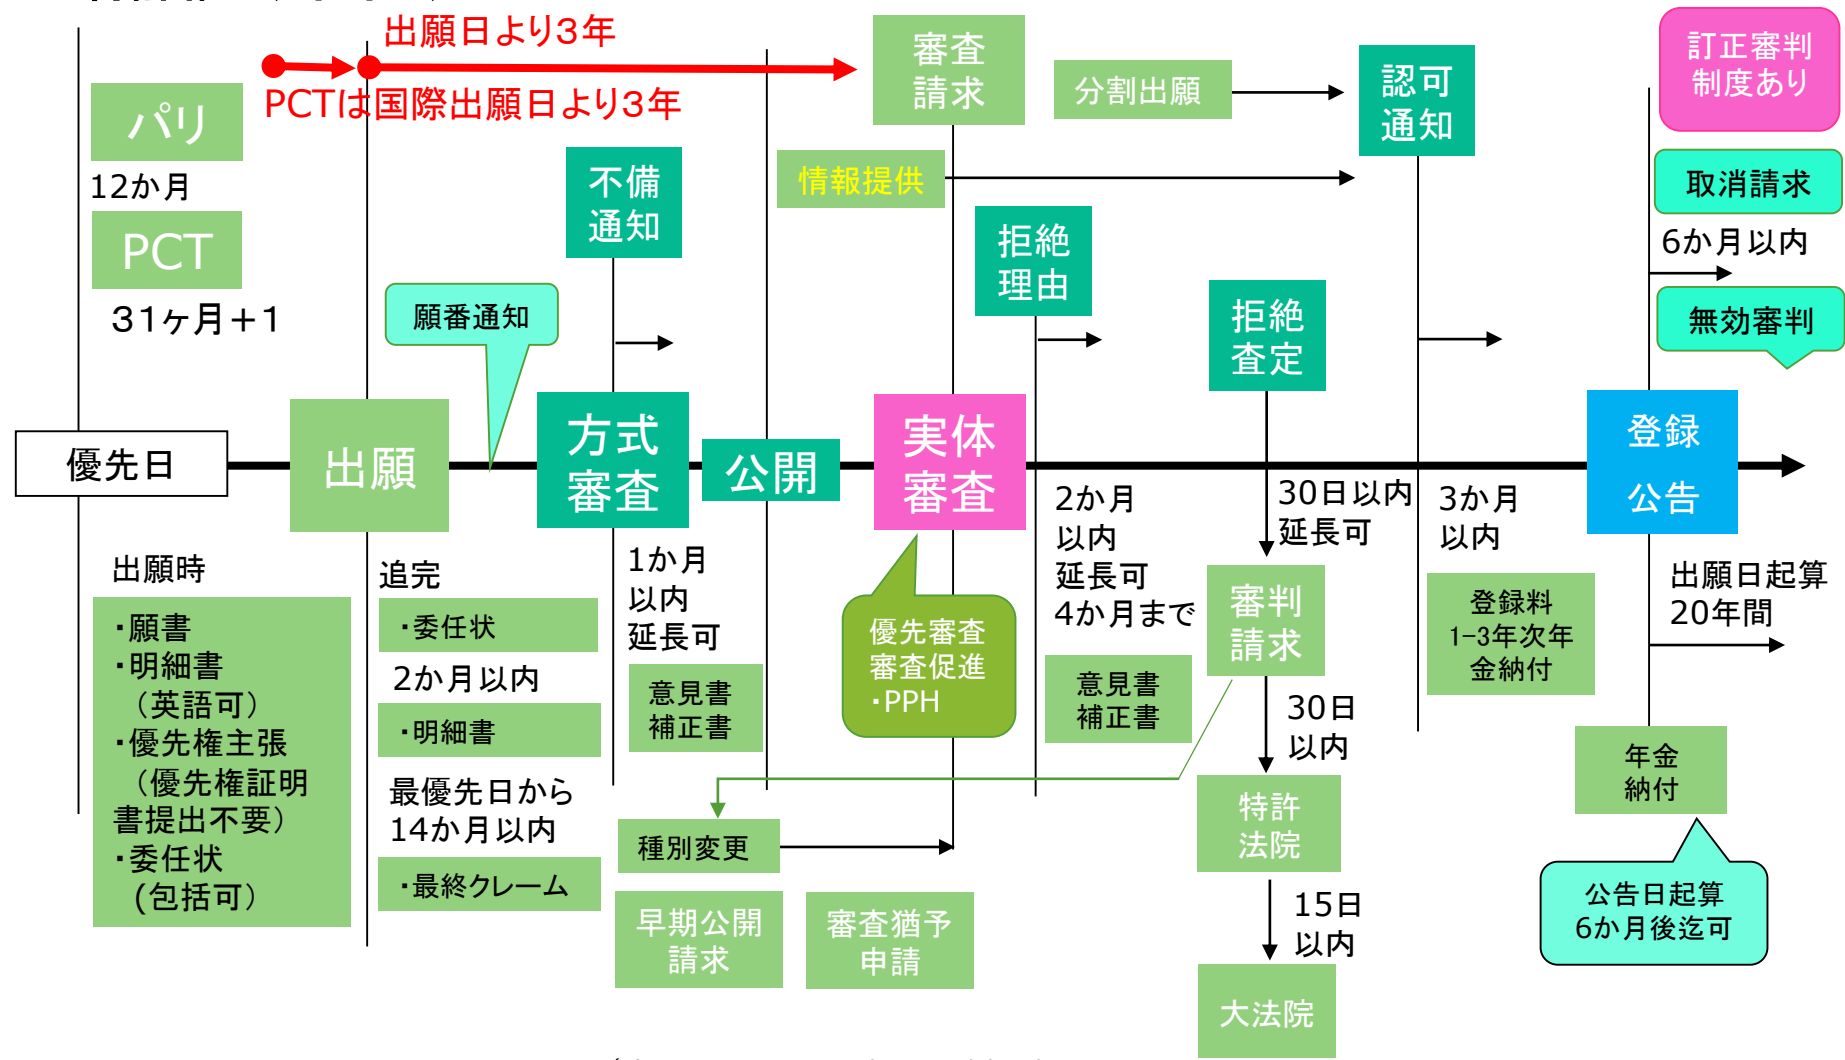 出願日より3年
PCTは国際出願日より3年
審査
請求
分割出願
認可
通知
訂正審判
制度あり
パリ
12か月
PCT
31ヶ月+1
不備
通知
情報提供
取消請求
6か月以内
無効審判
拒絶
理由
拒絶
査定
願番通知
優先日
出願
方式
審査
公開
実体
審査
登録
公告
2か月
以内
延長可
4か月まで
30日以内
延長可
3か月
以内
出願時
・願書
・明細書
（英語可）
・優先権主張
（優先権証明
書提出不要）
・委任状
(包括可）
追完
・委任状
2か月以内
・明細書
最優先日から
14か月以内
・最終クレーム
1か月
以内
延長可
意見書
補正書
優先審査
審査促進
・PPH
意見書
補正書
審判
請求
30日
以内
特許
法院
15日
以内
大法院
登録料
1-3年次年
金納付
出願日起算
20年間
年金
納付
公告日起算
6か月後迄可
種別変更
早期公開
請求
審査猶予
申請